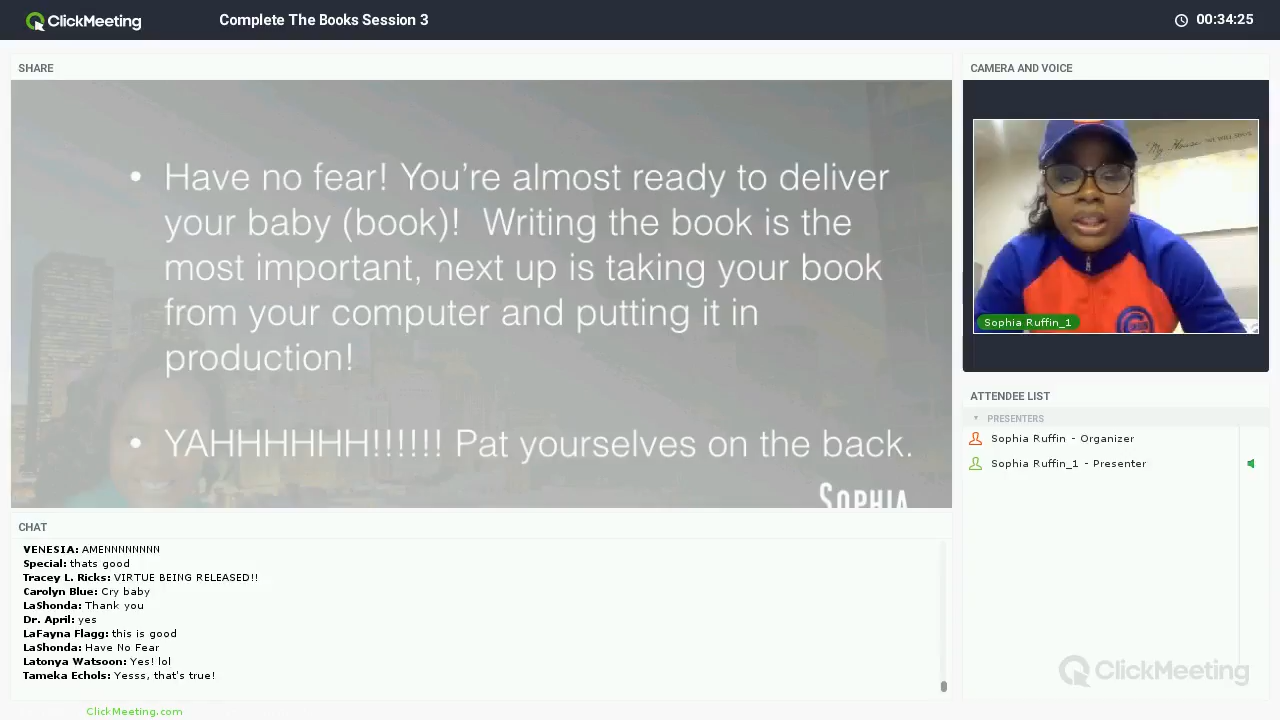 ClickMeeting
Complete The Books Session 3
00:34:25
SHARE
• Have no fear! You're almost ready to deliver
your baby (book)!  Writing the book is the
most important, next up is taking your book
from your computer and putting it in
production!
• YAHHHHHH!!!!!! Pat yourselves on the back.
SOPHIA
CAMERA AND VOICE
My House
Sophia Ruffin_1
ATTENDEE LIST
PRESENTERS
Sophia Ruffin - Organizer
Sophia Ruffin_1 - Presenter
CHAT
VENESIA: AMENNNNNNNN
Special: thats good
Tracey L. Ricks: VIRTUE BEING RELEASED!!
Carolyn Blue: Cry baby
LaShonda: Thank you
Dr. April: yes
LaFayna Flagg: this is good
LaShonda: Have No Fear
Latonya Watsoon: Yes! lol
Tameka Echols: Yesss, that's true!
ClickMeeting
ClickMeeting.com